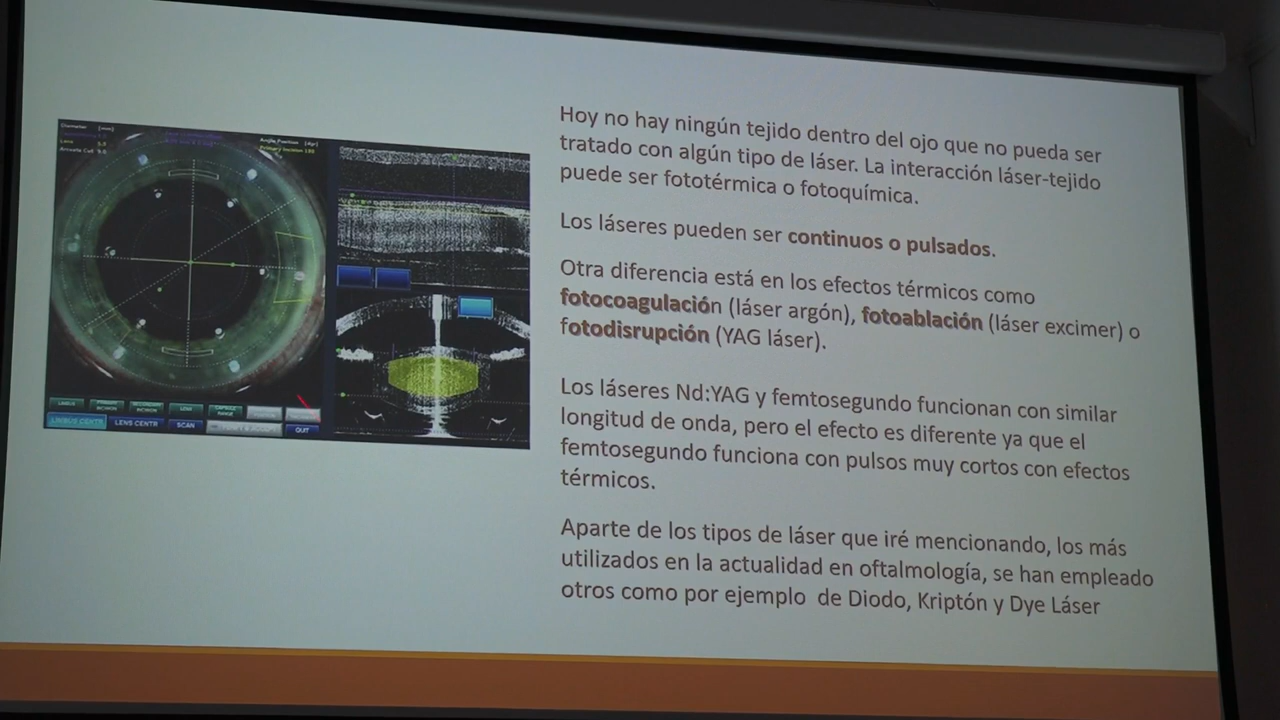 Hoy no hay ningún tejido dentro del ojo que no pueda ser
tratado con algún tipo de láser. La interacción láser-tejido
puede ser fototérmica o fotoquímica.
Los láseres pueden ser continuos o pulsados.
Otra diferencia está en los efectos térmicos como
fotocoagulación (láser argón), fotoablación (láser excimer) o
fotodisrupción (YAG láser).
Los láseres Nd:YAG y femtosegundo funcionan con similar
longitud de onda, pero el efecto es diferente ya que el
femtosegundo funciona con pulsos muy cortos con efectos
térmicos.
Aparte de los tipos de láser que iré mencionando, los más
utilizados en la actualidad en oftalmología, se han empleado
otros como por ejemplo de Diodo, Kriptón y Dye Láser
Diameter [mm]
Lens
LIMBUS CENTR
LENS CENTR
SCAN
QUIT